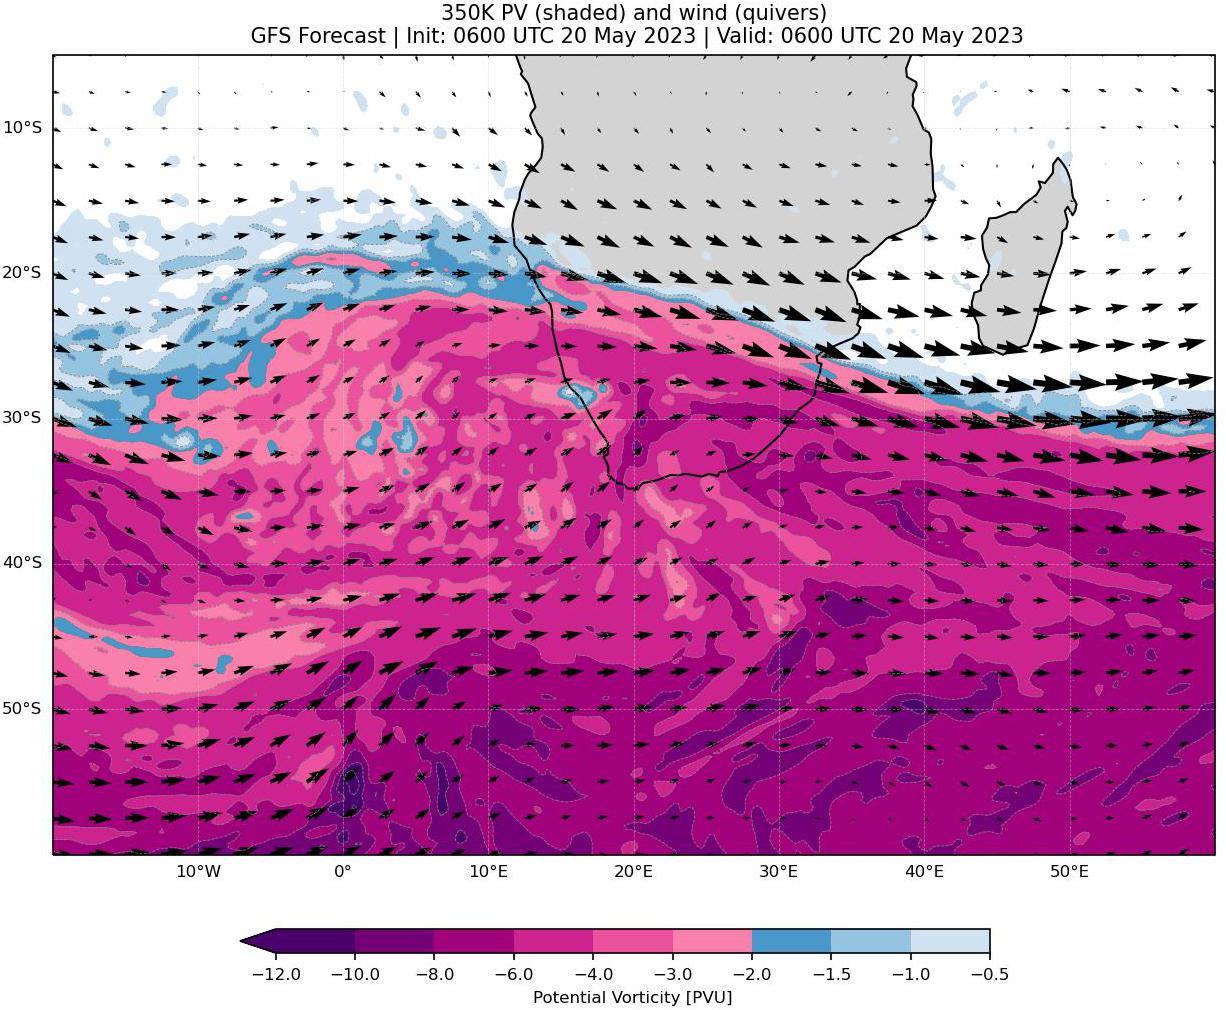 350K PV (shaded) and wind (quivers)
GFS Forecast | Init: 0600 UTC 20 May 2023 | Valid: 0600 UTC 20 May 2023
10°S
20°S
30°S
40°S
50°S
10°W 0° 10°E 20°E 30°E 40°E 50°E
−12.0 −10.0 −8.0 −6.0 −4.0 −3.0 −2.0 −1.5 −1.0 −0.5
Potential Vorticity [PVU]